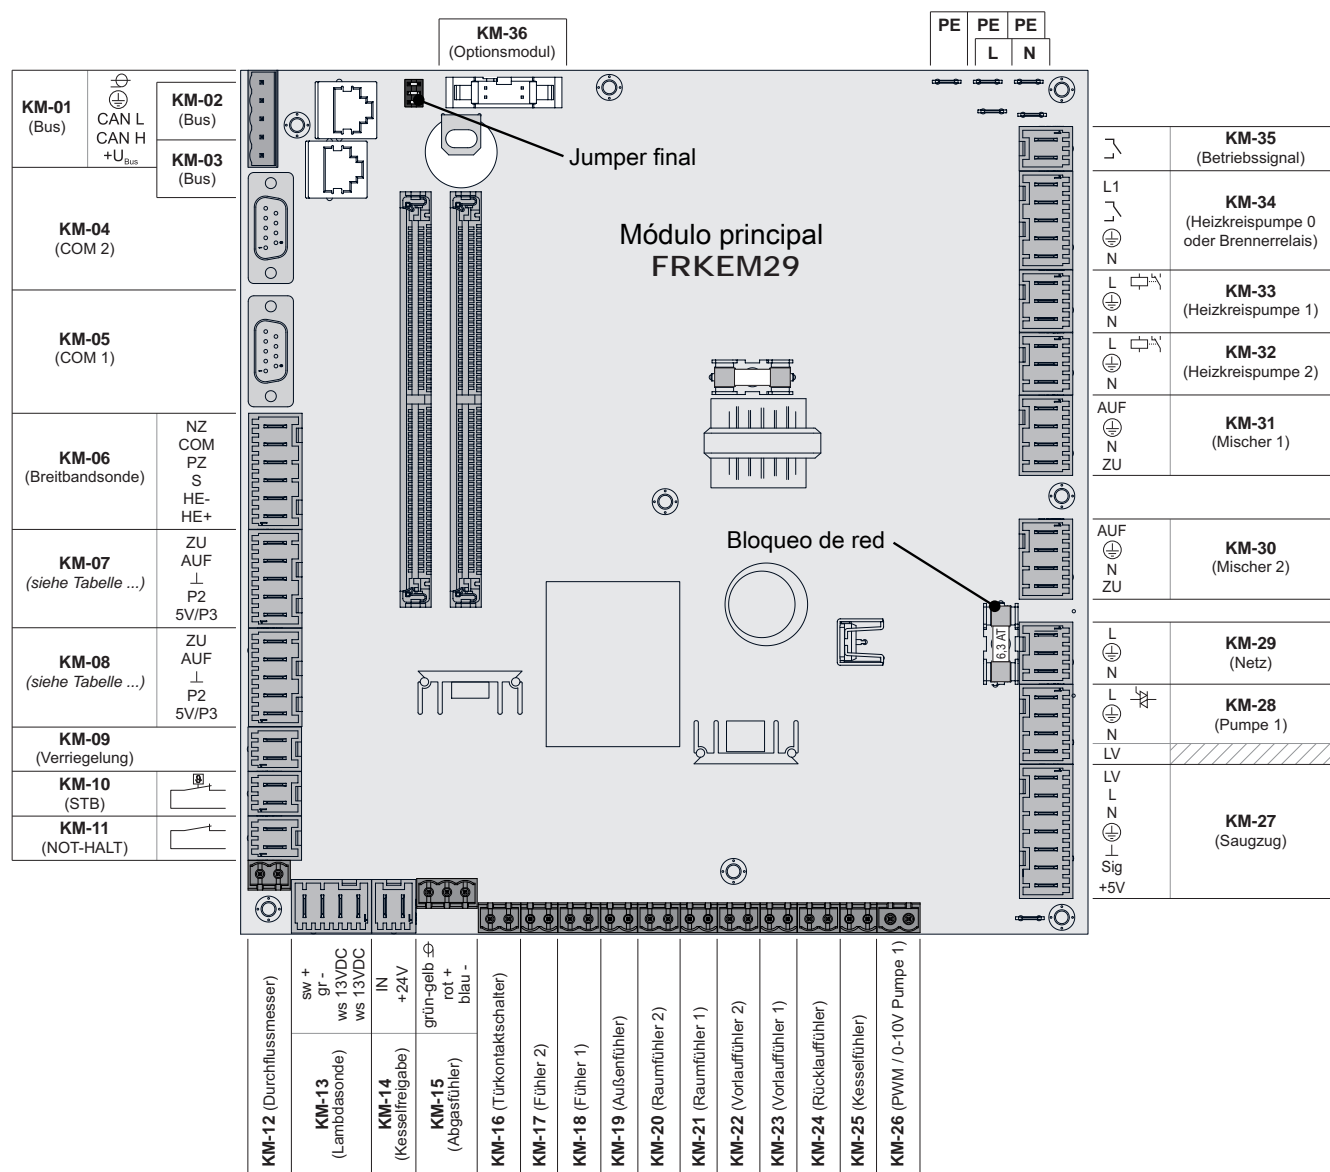 KM-36
(Optionsmodul)
PE PE PE
L N
KM-01
(Bus)
CAN L
CAN H
+U Bus
KM-02
(Bus)
KM-03
(Bus)
KM-04
(COM 2)
KM-05
(COM 1)
KM-06
(Breitbandsonde)
NZ
COM
PZ
S
HE-
HE+
KM-07
(siehe Tabelle ...)
ZU
AUF
⊥
P2
5V/P3
KM-08
(siehe Tabelle ...)
ZU
AUF
⊥
P2
5V/P3
KM-09
(Verriegelung)
KM-10
(STB)
KM-11
(NOT-HALT)
Jumper final
Módulo principal
FRKEM29
Bloqueo de red
6,3 AT
KM-35
(Betriebssignal)
L1
N
KM-34
(Heizkreispumpe 0
oder Brennerrelais)
L
N
KM-33
(Heizkreispumpe 1)
L
N
KM-32
(Heizkreispumpe 2)
AUF
N
ZU
KM-31
(Mischer 1)
AUF
N
ZU
KM-30
(Mischer 2)
L
N
KM-29
(Netz)
L
N
LV
KM-28
(Pumpe 1)
LV
L
N
⊥
Sig
+5V
KM-27
(Saugzug)
KM-12 (Durchflussmesser)
sw +
gr -
ws 13VDC
ws 13VDC
KM-13
(Lambdasonde)
IN
+24V
KM-14
(Kesselfreigabe)
grün-gelb
rot +
blau -
KM-15
(Abgasfühler)
KM-16 (Türkontaktschalter)
KM-17 (Fühler 2)
KM-18 (Fühler 1)
KM-19 (Außenfühler)
KM-20 (Raumfühler 2)
KM-21 (Raumfühler 1)
KM-22 (Vorlauffühler 2)
KM-23 (Vorlauffühler 1)
KM-24 (Rücklauffühler)
KM-25 (Kesselfühler)
KM-26 (PWM / 0-10V Pumpe 1)